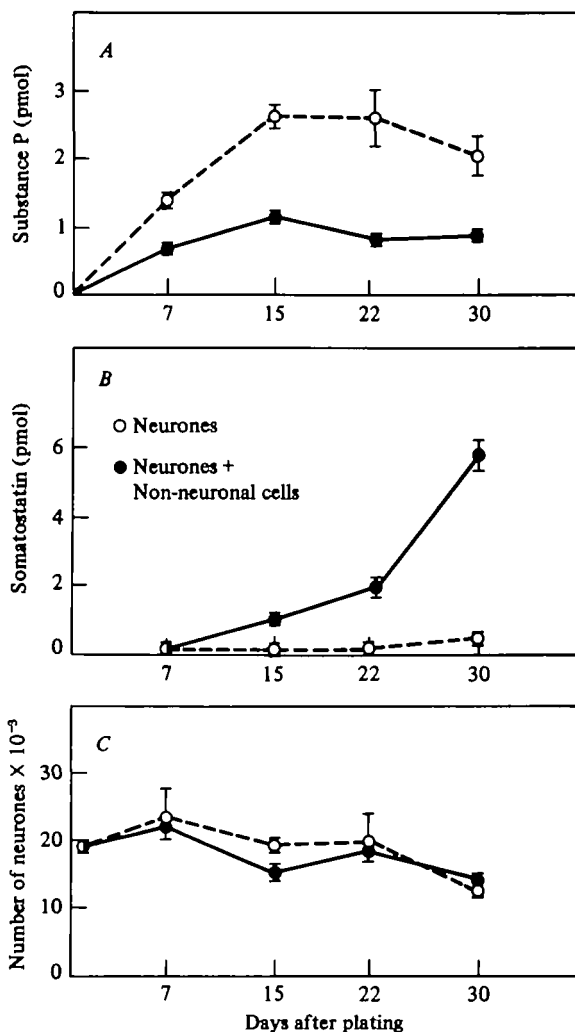 A
Substance P (pmol)
3
2
1
0
7 15 22 30
B
Somatostatin (pmol)
6
4
2
0
Neurones
Neurones +
Non-neuronal cells
7 15 22 30
C
Number of neurones × 10⁻³
30
20
10
0
7 15 22 30
Days after plating